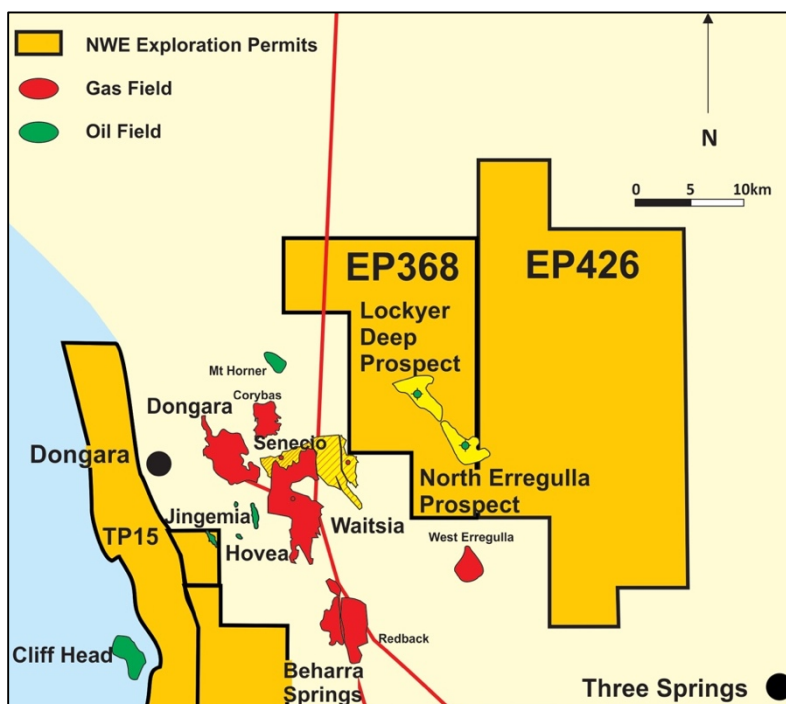 NWE Exploration Permits
Gas Field
Oil Field
N
0 5 10km
EP368
EP426
Lockyer
Deep
Prospect
Mt Horner
Corybas
Dongara
Senecio
Dongara
North Erregulla
Prospect
Jingemia
Waitsia
TP15
Hovea
West Erregulla
Redback
Cliff Head
Beharra
Springs
Three Springs